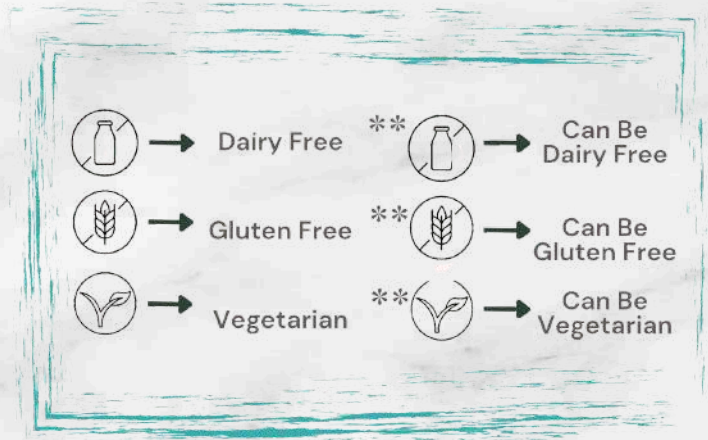 Dairy Free
** Can Be
Dairy Free
Gluten Free
** Can Be
Gluten Free
Vegetarian
** Can Be
Vegetarian